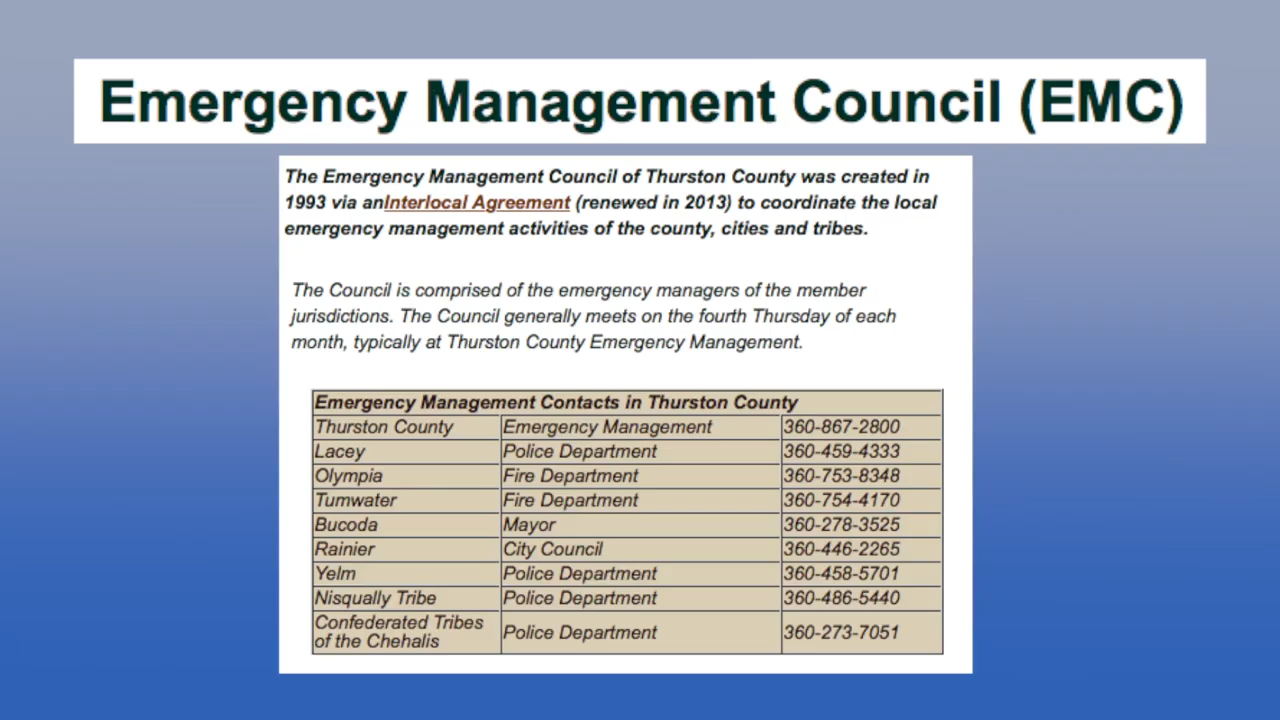 Emergency Management Council (EMC)
The Emergency Management Council of Thurston County was created in
1993 via anInterlocal Agreement (renewed in 2013) to coordinate the local
emergency management activities of the county, cities and tribes.
The Council is comprised of the emergency managers of the member
jurisdictions. The Council generally meets on the fourth Thursday of each
month, typically at Thurston County Emergency Management.
Emergency Management Contacts in Thurston County
Thurston County Emergency Management 360-867-2800
Lacey Police Department 360-459-4333
Olympia Fire Department 360-753-8348
Tumwater Fire Department 360-754-4170
Bucoda Mayor 360-278-3525
Rainier City Council 360-446-2265
Yelm Police Department 360-458-5701
Nisqually Tribe Police Department 360-486-5440
Confederated Tribes
of the Chehalis Police Department 360-273-7051